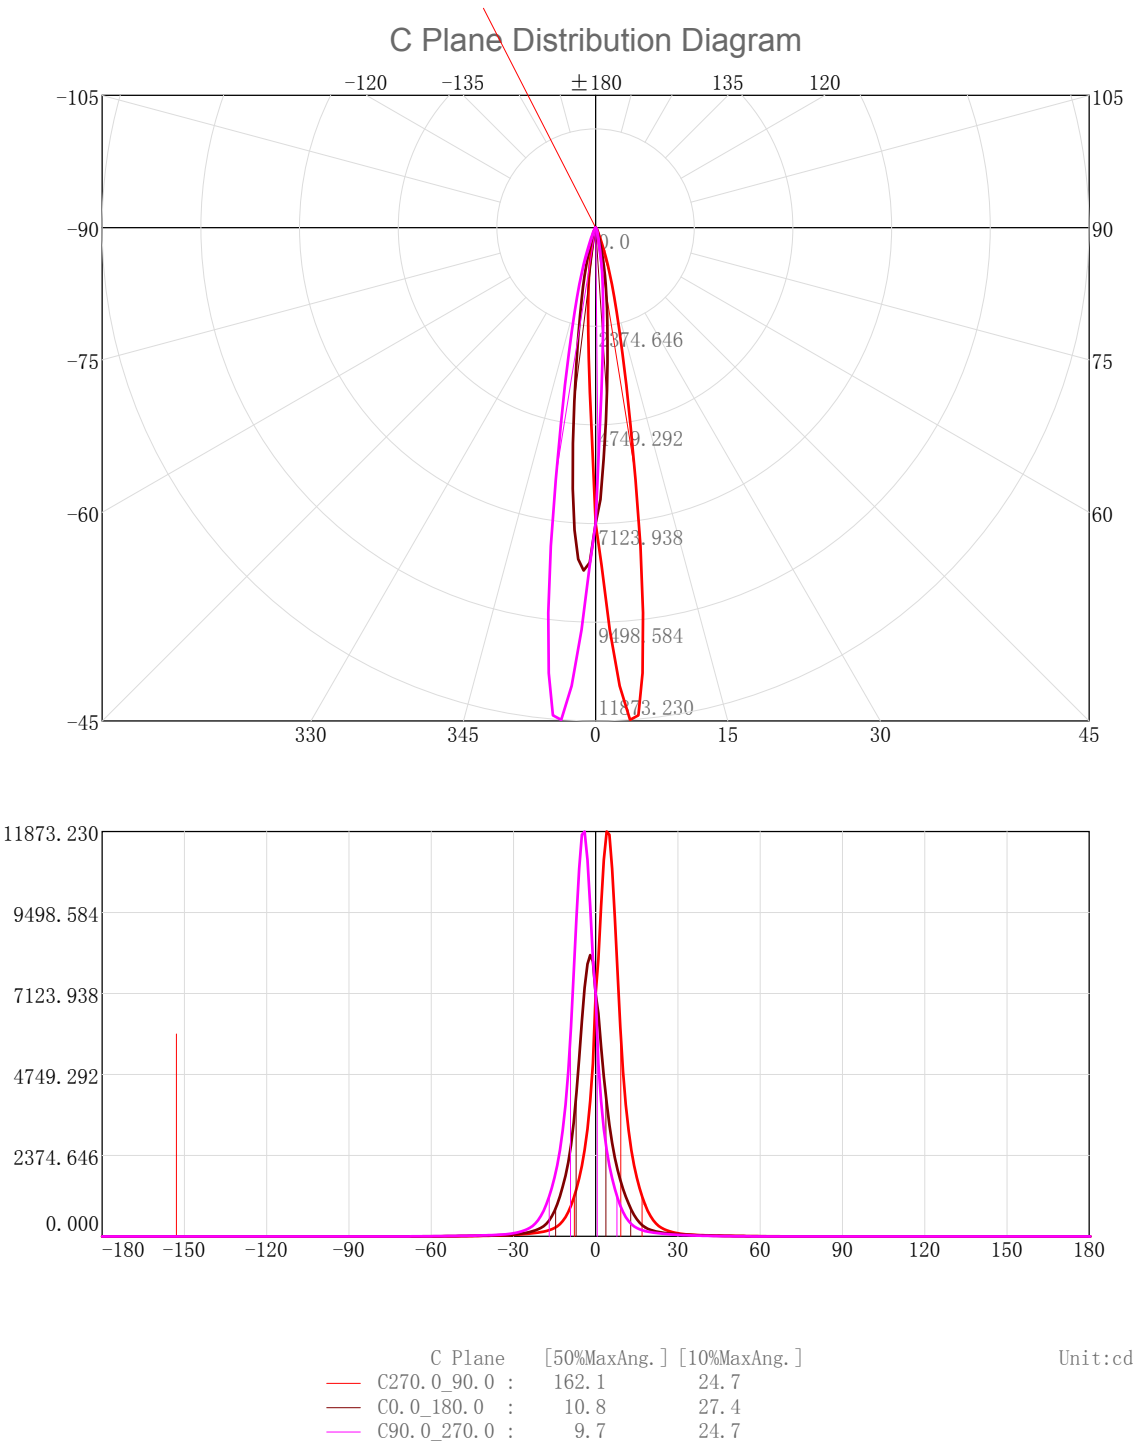 C Plane Distribution Diagram
-120 -135 ±180 135 120
-105 105
-90 90
0.0
2374.646
-75 75
4749.292
-60 60
7123.938
9498.584
11873.230
-45
330 345 0 15 30 45
11873.230
9498.584
7123.938
4749.292
2374.646
0.000
-180 -150 -120 -90 -60 -30 0 30 60 90 120 150 180
C Plane [50%MaxAng.] [10%MaxAng.] Unit:cd
C270.0_90.0 : 162.1 24.7
C0.0_180.0 : 10.8 27.4
C90.0_270.0 : 9.7 24.7